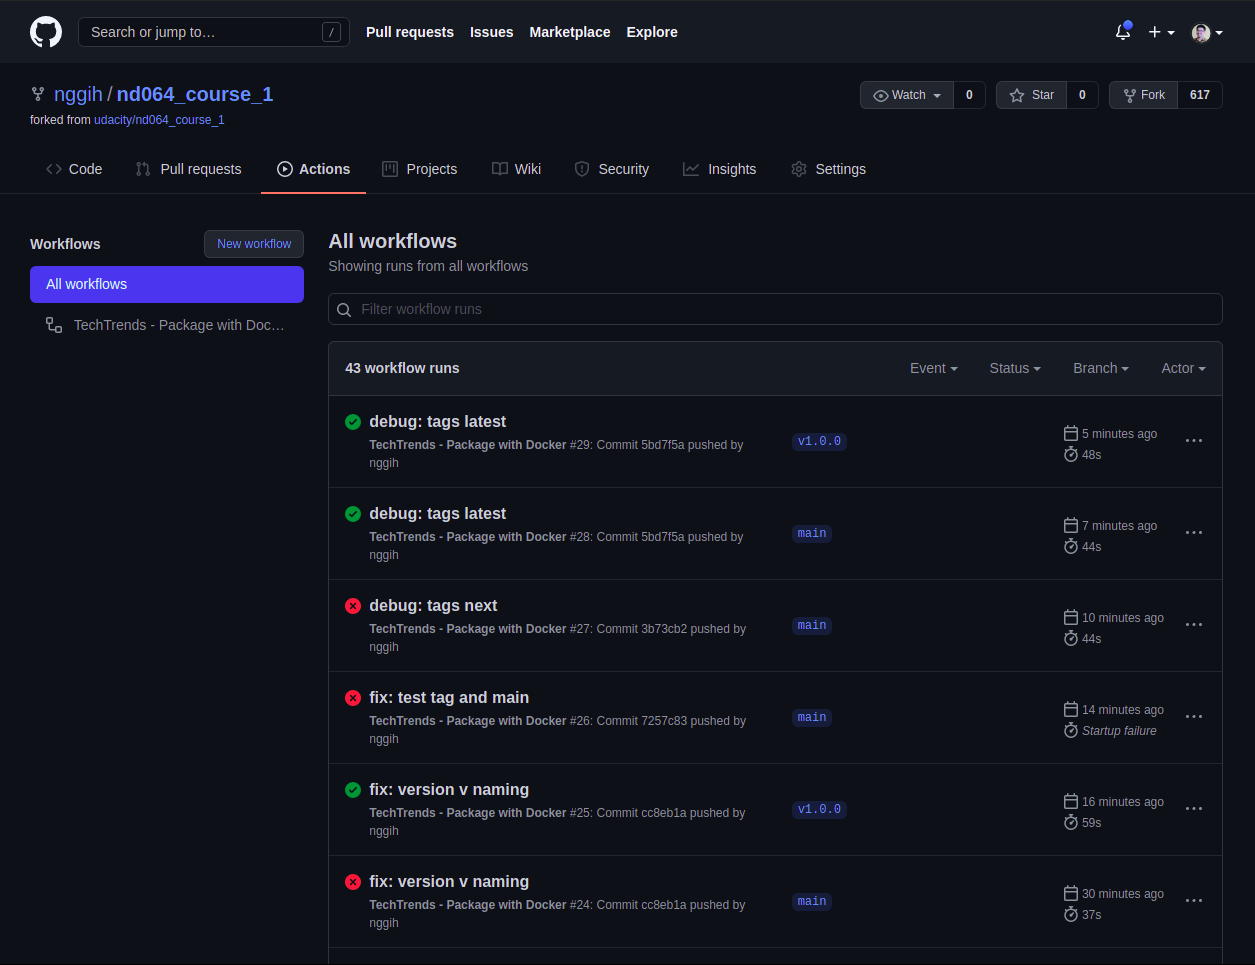 Search or jump to… /
Pull requests Issues Marketplace Explore
nggih / nd064_course_1
forked from udacity/nd064_course_1
Watch 0
Star 0
Fork 617
Code Pull requests Actions Projects Wiki Security Insights Settings
Workflows
New workflow
All workflows
TechTrends - Package with Doc…
All workflows
Showing runs from all workflows
Filter workflow runs
43 workflow runs
Event Status Branch Actor
debug: tags latest
TechTrends - Package with Docker #29: Commit 5bd7f5a pushed by
nggih
v1.0.0
5 minutes ago
48s
debug: tags latest
TechTrends - Package with Docker #28: Commit 5bd7f5a pushed by
nggih
main
7 minutes ago
44s
debug: tags next
TechTrends - Package with Docker #27: Commit 3b73cb2 pushed by
nggih
main
10 minutes ago
44s
fix: test tag and main
TechTrends - Package with Docker #26: Commit 7257c83 pushed by
nggih
main
14 minutes ago
Startup failure
fix: version v naming
TechTrends - Package with Docker #25: Commit cc8eb1a pushed by
nggih
v1.0.0
16 minutes ago
59s
fix: version v naming
TechTrends - Package with Docker #24: Commit cc8eb1a pushed by
nggih
main
30 minutes ago
37s